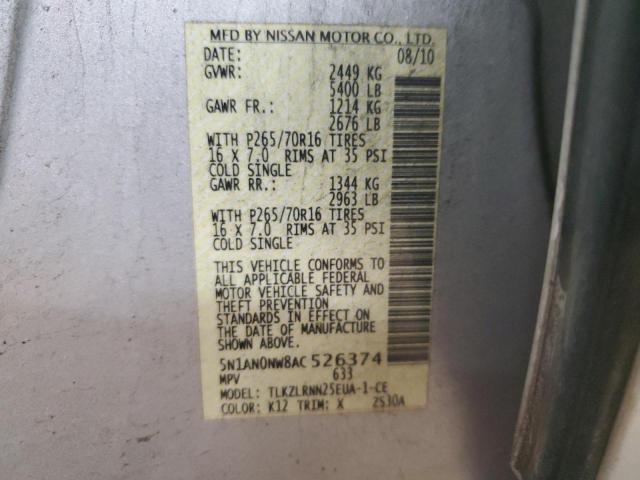 MFD BY NISSAN MOTOR CO., LTD.
DATE: 08/10
GVWR: 2449 KG
5400 LB
GAWR FR.: 1214 KG
2676 LB
WITH P265/70R16 TIRES
16 X 7.0 RIMS AT 35 PSI
COLD SINGLE
GAWR RR.: 1344 KG
2963 LB
WITH P265/70R16 TIRES
16 X 7.0 RIMS AT 35 PSI
COLD SINGLE
THIS VEHICLE CONFORMS TO
ALL APPLICABLE FEDERAL
MOTOR VEHICLE SAFETY AND
THEFT PREVENTION
STANDARDS IN EFFECT ON
THE DATE OF MANUFACTURE
SHOWN ABOVE.
5N1AN0NW8AC526374
MPV 633
MODEL: TLKZLRNN25EUA-1-CE
COLOR: K12 TRIM: X ZS30A